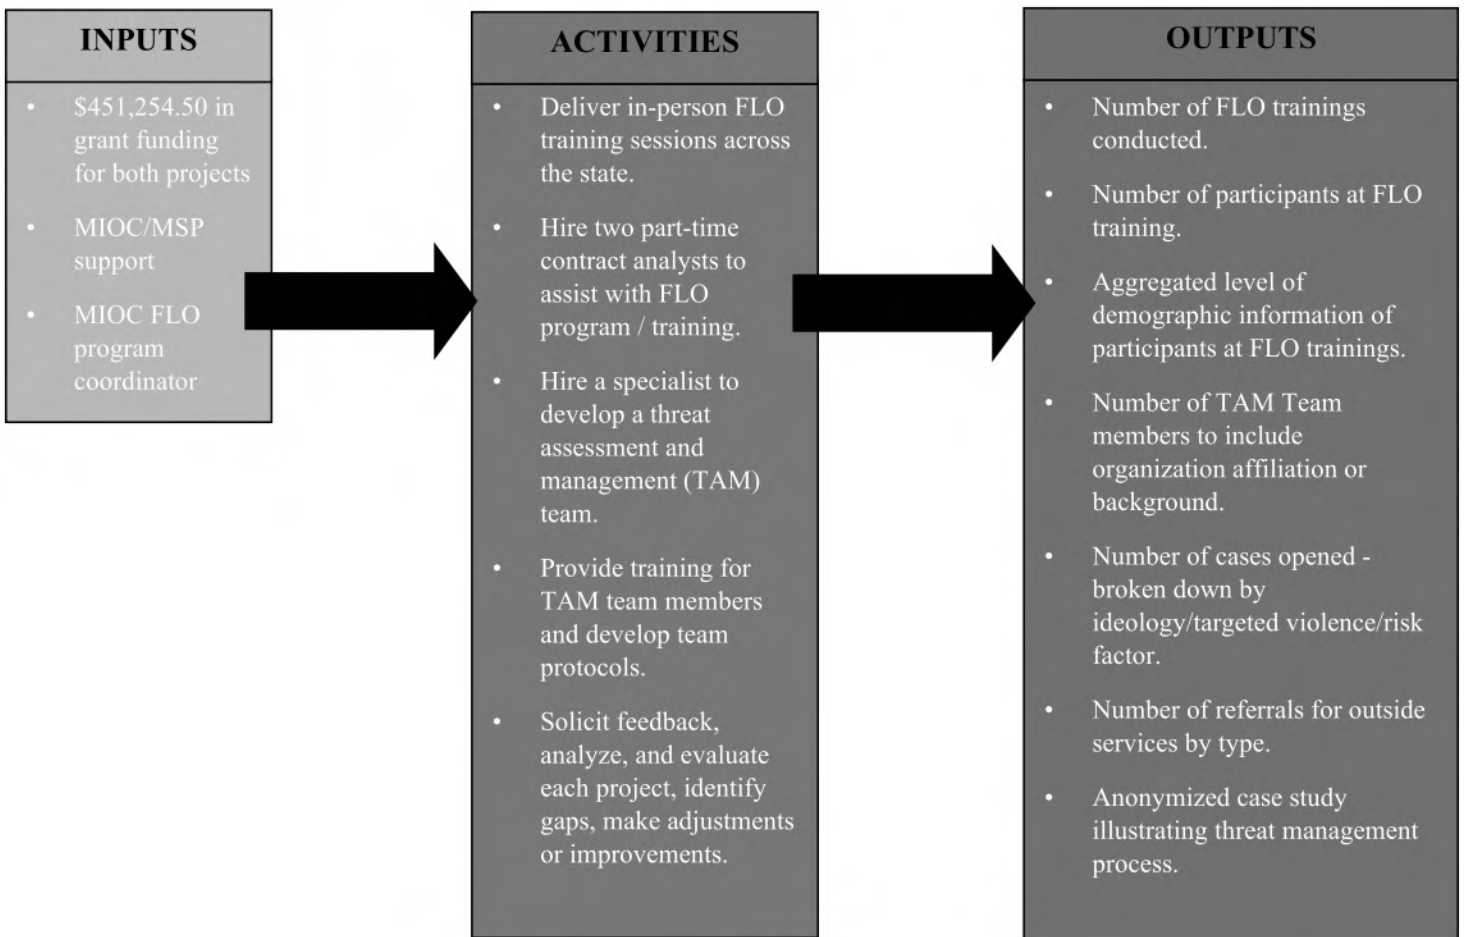 INPUTS
• $451,254.50 in
grant funding
for both projects
• MIOC/MSP
support
• MIOC FLO
program
coordinator
ACTIVITIES
• Deliver in-person FLO
training sessions across
the state.
• Hire two part-time
contract analysts to
assist with FLO
program / training.
• Hire a specialist to
develop a threat
assessment and
management (TAM)
team.
• Provide training for
TAM team members
and develop team
protocols.
• Solicit feedback,
analyze, and evaluate
each project, identify
gaps, make adjustments
or improvements.
OUTPUTS
• Number of FLO trainings
conducted.
• Number of participants at FLO
training.
• Aggregated level of
demographic information of
participants at FLO trainings.
• Number of TAM Team
members to include
organization affiliation or
background.
• Number of cases opened -
broken down by
ideology/targeted violence/risk
factor.
• Number of referrals for outside
services by type.
• Anonymized case study
illustrating threat management
process.